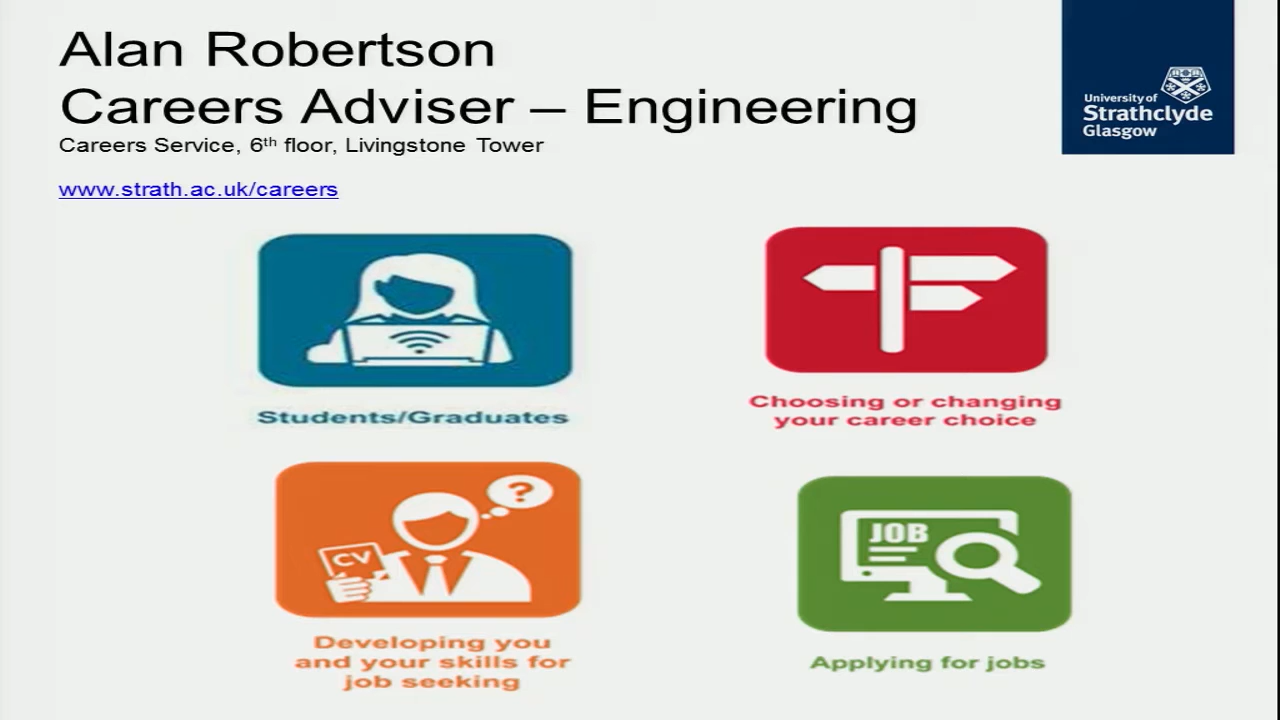 Alan Robertson
Careers Adviser – Engineering
Careers Service, 6th floor, Livingstone Tower
www.strath.ac.uk/careers
University of
Strathclyde
Glasgow
Students/Graduates
Choosing or changing
your career choice
CV
?
Developing you
and your skills for
job seeking
JOB
Applying for jobs